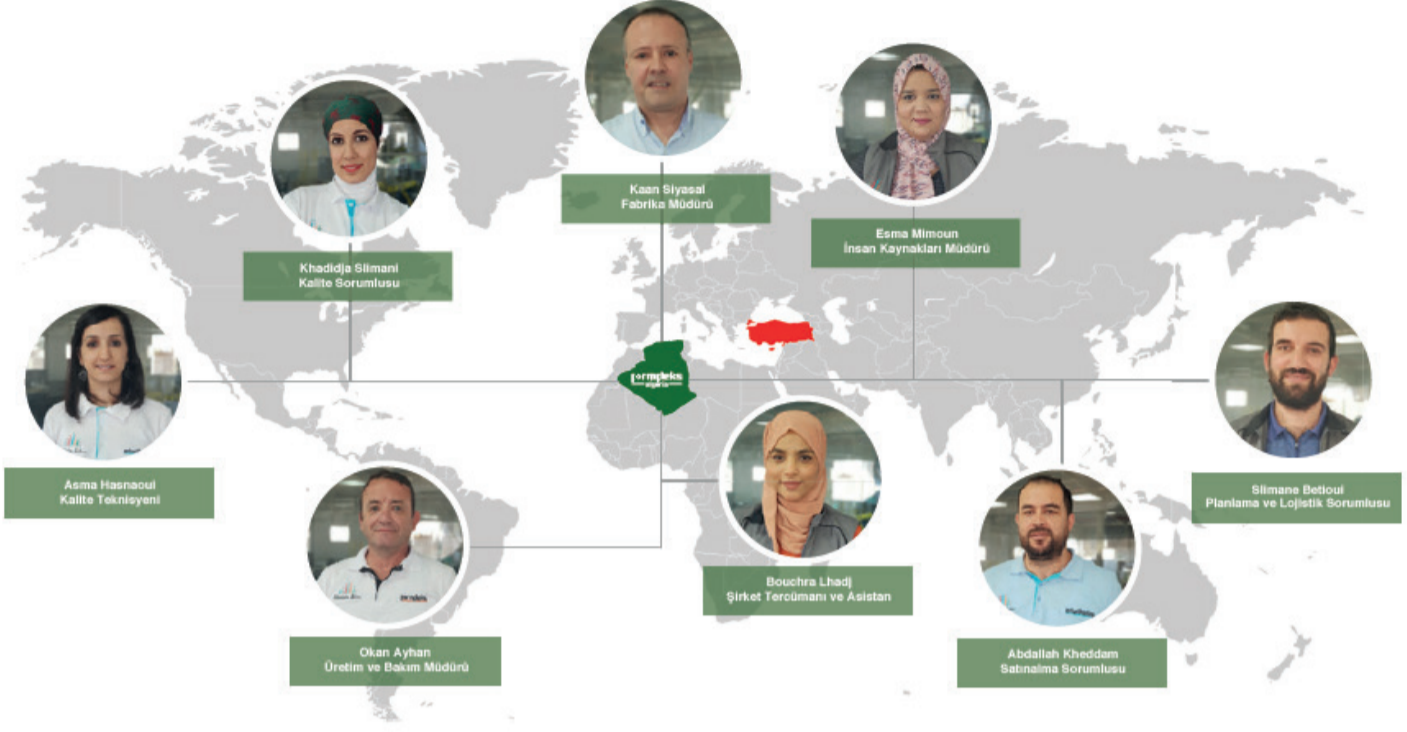 Kaan Siyasal
Fabrika Müdürü
Esma Mimoun
İnsan Kaynakları Müdürü
Khadidja Slimani
Kalite Sorumlusu
Asma Hasnaoui
Kalite Teknisyeni
Slimane Betioui
Planlama ve Lojistik Sorumlusu
Bouchra Lhadj
Şirket Tercümanı ve Asistan
Okan Ayhan
Üretim ve Bakım Müdürü
Abdallah Kheddam
Satınalma Sorumlusu